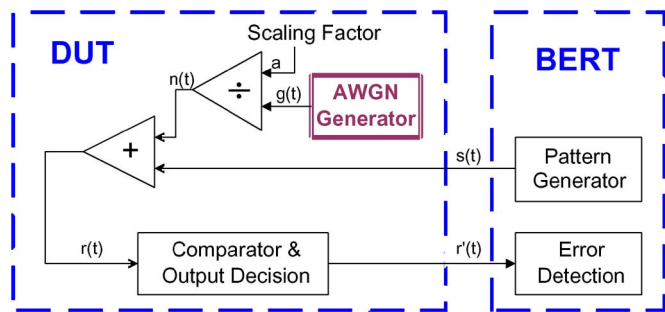 DUT
Scaling Factor
BERT
a
n(t)
÷
g(t)
AWGN
Generator
+
s(t)
Pattern
Generator
r(t)
Comparator &
Output Decision
r'(t)
Error
Detection